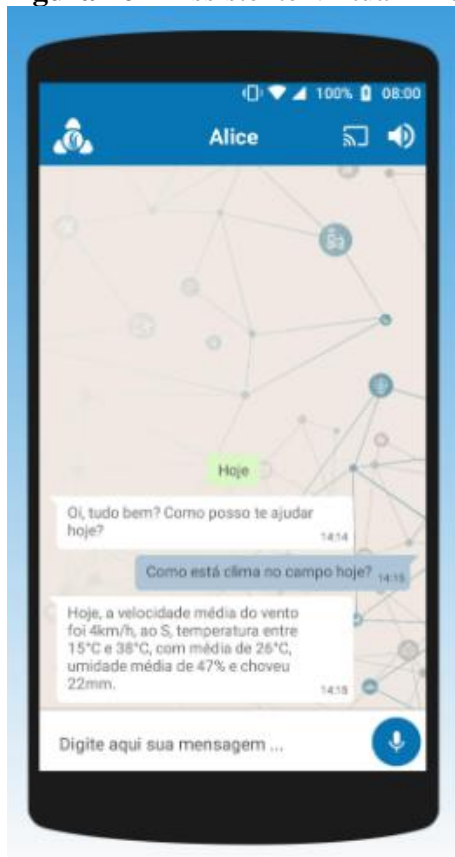 100% 08:00
Alice
Hoje
Oi, tudo bem? Como posso te ajudar
hoje?
14:14
Como está clima no campo hoje? 14:15
Hoje, a velocidade média do vento
foi 4km/h, ao S, temperatura entre
15°C e 38°C, com média de 26°C,
umidade média de 47% e choveu
22mm.
14:15
Digite aqui sua mensagem ...